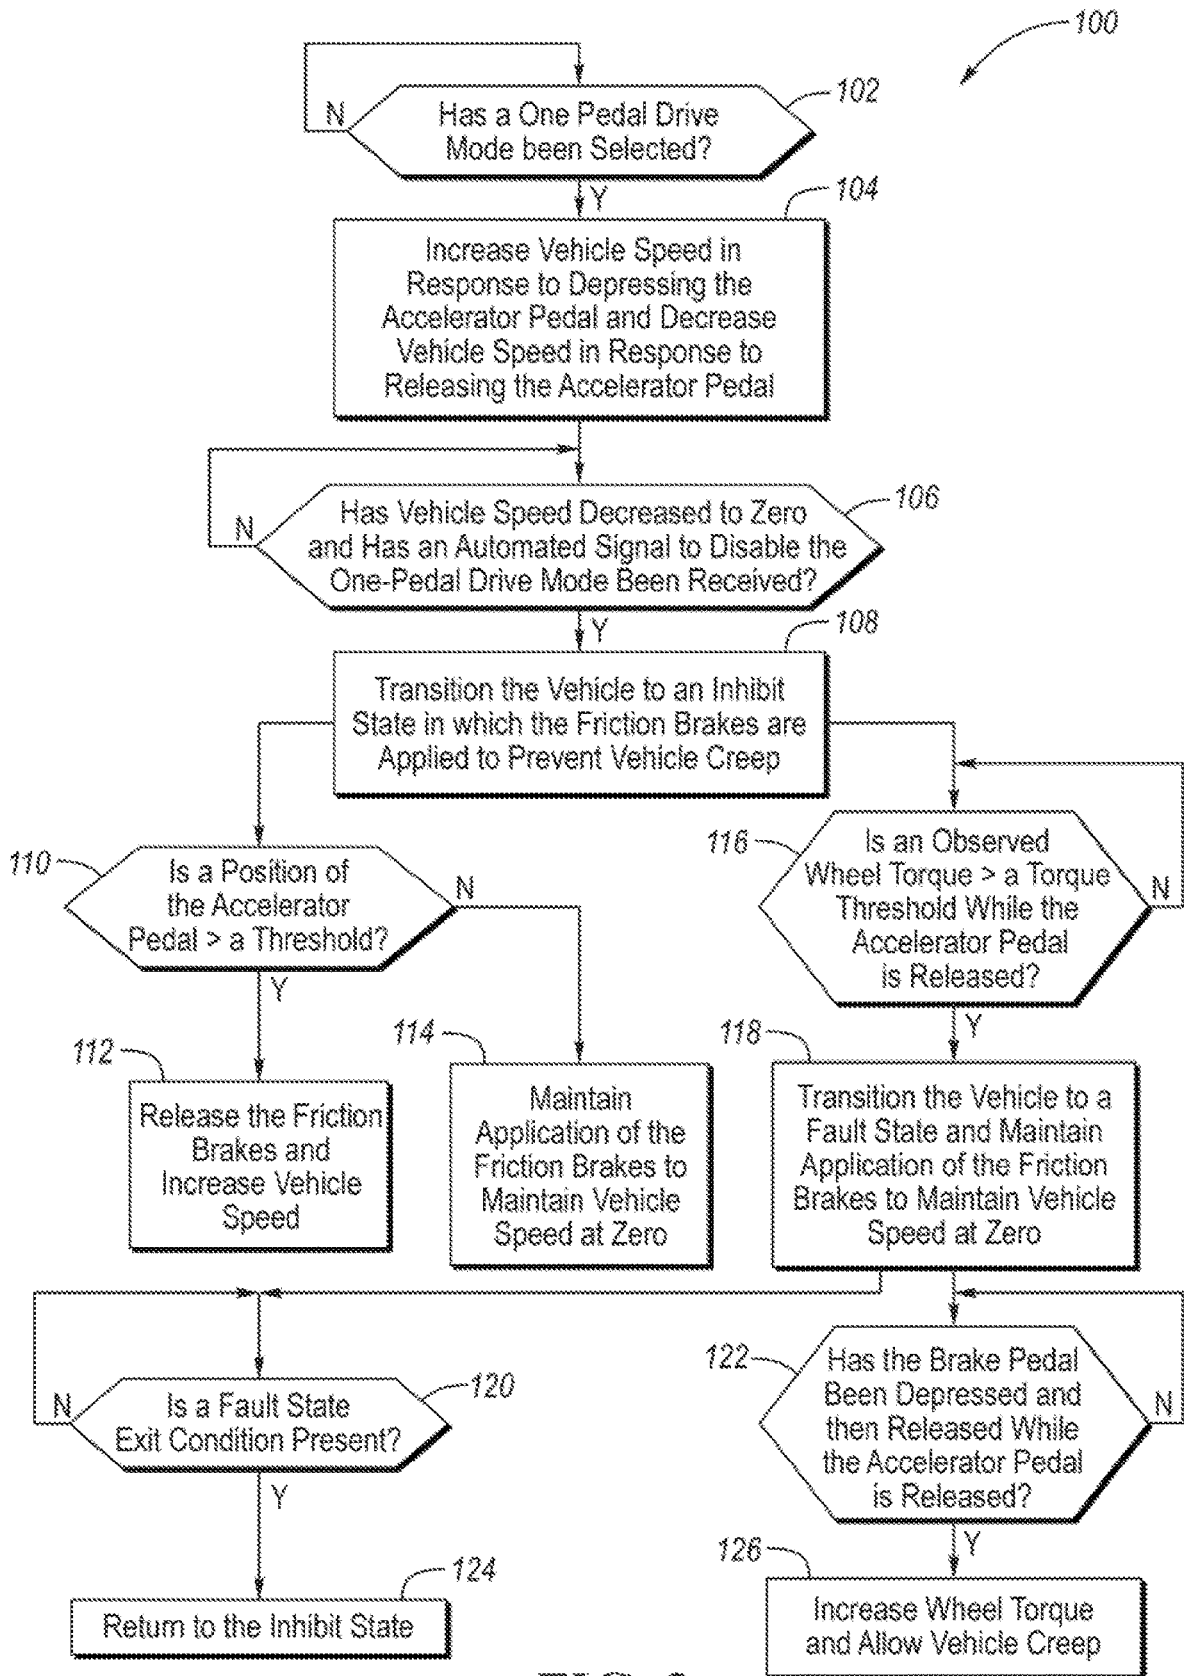 100
N
Has a One Pedal Drive
Mode been Selected?
102
Y
104
Increase Vehicle Speed in
Response to Depressing the
Accelerator Pedal and Decrease
Vehicle Speed in Response to
Releasing the Accelerator Pedal
N
Has Vehicle Speed Decreased to Zero
and Has an Automated Signal to Disable the
One-Pedal Drive Mode Been Received?
106
Y
108
Transition the Vehicle to an Inhibit
State in which the Friction Brakes are
Applied to Prevent Vehicle Creep
110
Is a Position of
the Accelerator
Pedal > a Threshold?
N
Y
116
Is an Observed
Wheel Torque > a Torque
Threshold While the
Accelerator Pedal
is Released?
N
Y
112
Release the Friction
Brakes and
Increase Vehicle
Speed
114
Maintain
Application of the
Friction Brakes to
Maintain Vehicle
Speed at Zero
118
Transition the Vehicle to a
Fault State and Maintain
Application of the Friction
Brakes to Maintain Vehicle
Speed at Zero
N
Is a Fault State
Exit Condition Present?
120
Y
122
Has the Brake Pedal
Been Depressed and
then Released While
the Accelerator Pedal
is Released?
N
Y
124
Return to the Inhibit State
126
Increase Wheel Torque
and Allow Vehicle Creep